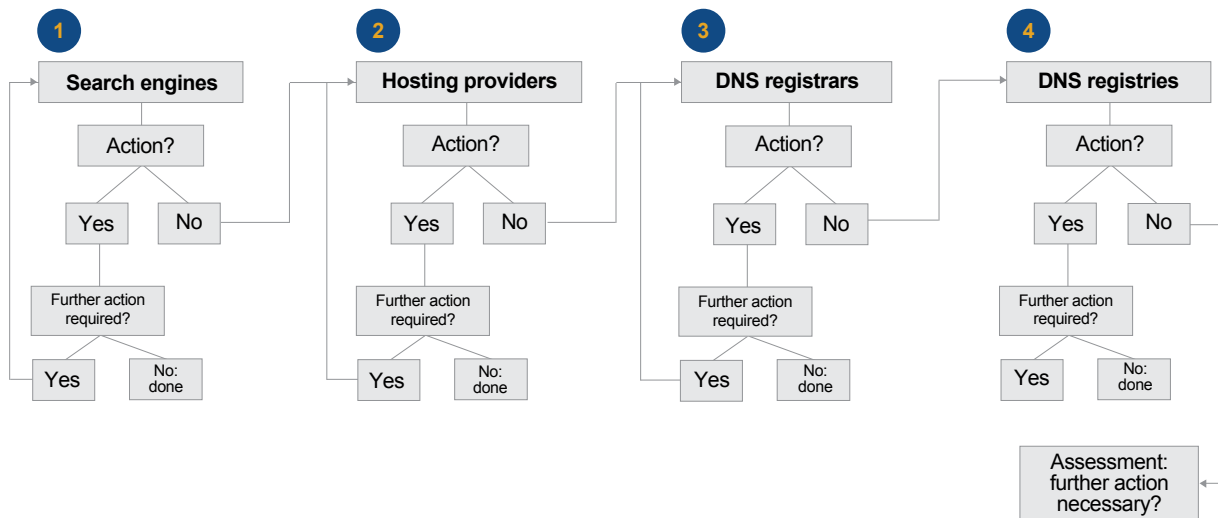 1
Search engines
Action?
Yes
No
Further action
required?
Yes
No:
done
2
Hosting providers
Action?
Yes
No
Further action
required?
Yes
No:
done
3
DNS registrars
Action?
Yes
No
Further action
required?
Yes
No:
done
4
DNS registries
Action?
Yes
No
Further action
required?
Yes
No:
done
Assessment:
further action
necessary?